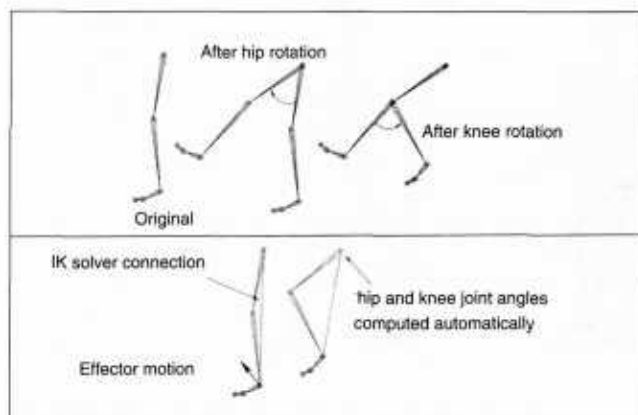 After hip rotation
After knee rotation
Original
IK solver connection
hip and knee joint angles
computed automatically
Effector motion